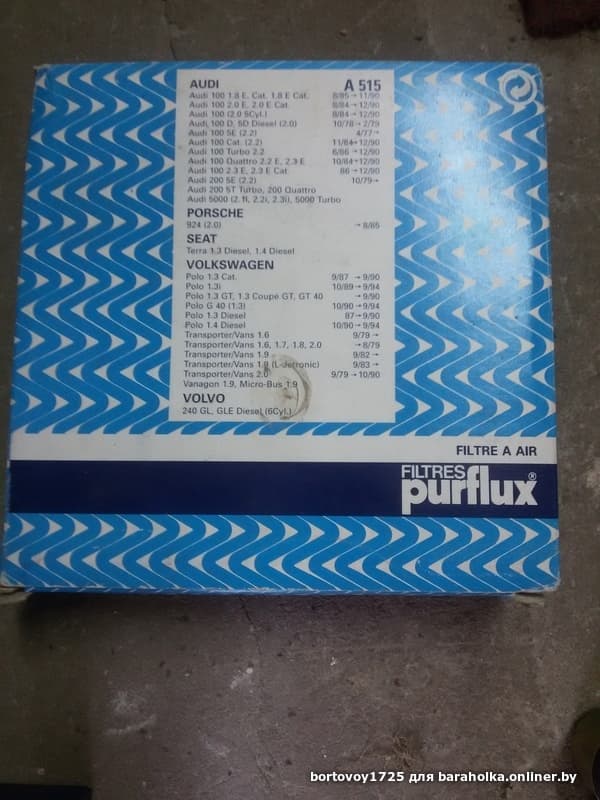 AUDI A 515
Audi 100 1.8 E, Cat. 1.8 E Cat. 8/85 → 11/90
Audi 100 2.0 E, 2.0 E Cat. 8/84 → 12/90
Audi 100 (2.0 5Cyl.) 8/84 → 12/90
Audi, 100 D, 5D Diesel (2.0) 10/78 → 2/79
Audi 100 5E (2.2) 4/77 →
Audi 100 Cat. (2.2) 11/84 → 12/90
Audi 100 Turbo 2.2 6/86 → 12/90
Audi 100 Quattro 2.2 E, 2.3 E 10/84 → 12/90
Audi 100 2.3 E, 2.3 E Cat. 86 → 12/90
Audi 200 5E (2.2) 10/79 →
Audi 200 5T Turbo, 200 Quattro
Audi 5000 (2.1i, 2.2i, 2.3i), 5000 Turbo
PORSCHE
924 (2.0) → 8/85
SEAT
Terra 1.3 Diesel, 1.4 Diesel
VOLKSWAGEN
Polo 1.3 Cat. 9/87 → 9/90
Polo 1.3i 10/89 → 9/94
Polo 1.3 GT, 1.3 Coupé GT, GT 40 → 9/90
Polo G 40 (1.3) 10/90 → 9/94
Polo 1.3 Diesel 87 → 9/90
Polo 1.4 Diesel 10/90 → 9/94
Transporter/Vans 1.6 9/79 →
Transporter/Vans 1.6, 1.7, 1.8, 2.0 → 8/79
Transporter/Vans 1.9 9/82 →
Transporter/Vans 1.9 (L-Jetronic) 9/83 →
Transporter/Vans 2.0 9/79 → 10/90
Vanagon 1.9, Micro-Bus 1.9
VOLVO
240 GL, GLE Diesel (6Cyl.)
FILTRE A AIR
FILTRES
purflux®
bortovoy1725 для baraholka.onliner.by